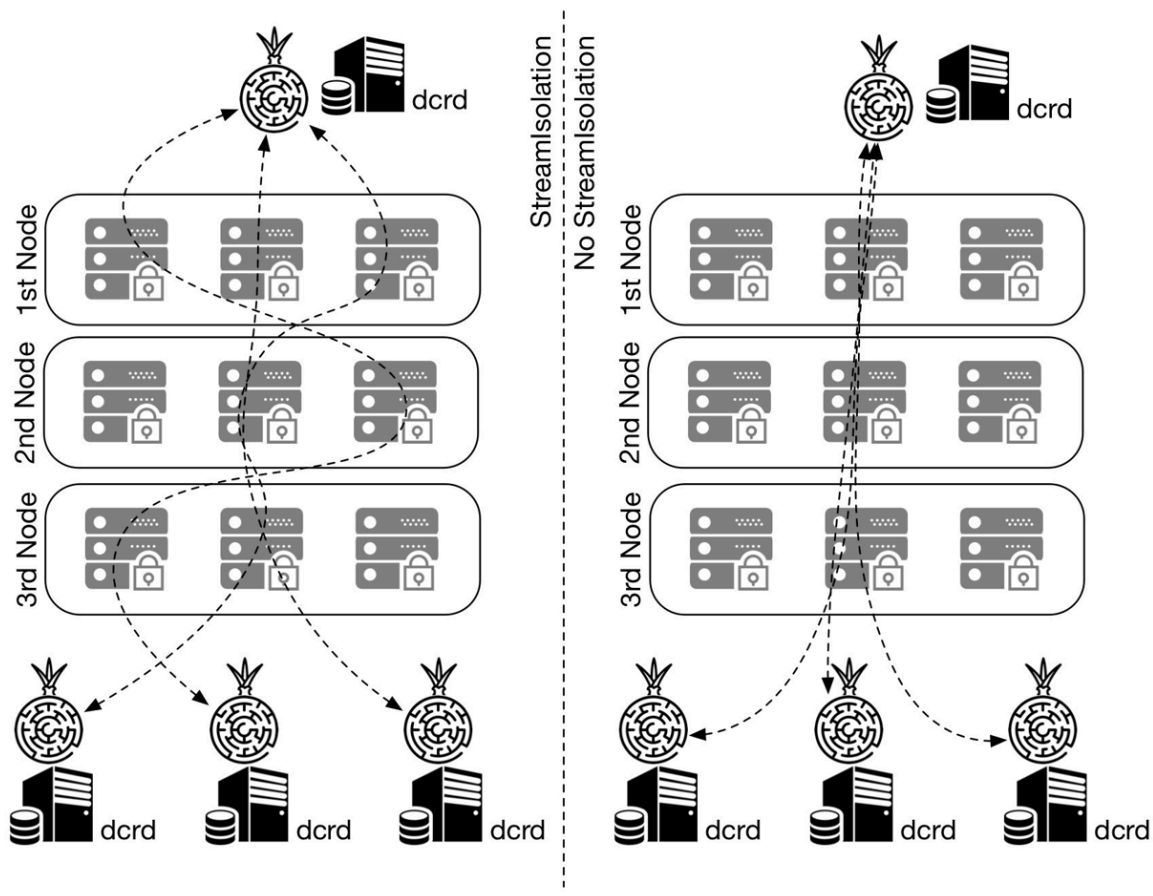 dcrd
StreamIsolation
No StreamIsolation
dcrd
1st Node
1st Node
2nd Node
2nd Node
3rd Node
3rd Node
dcrd
dcrd
dcrd
dcrd
dcrd
dcrd